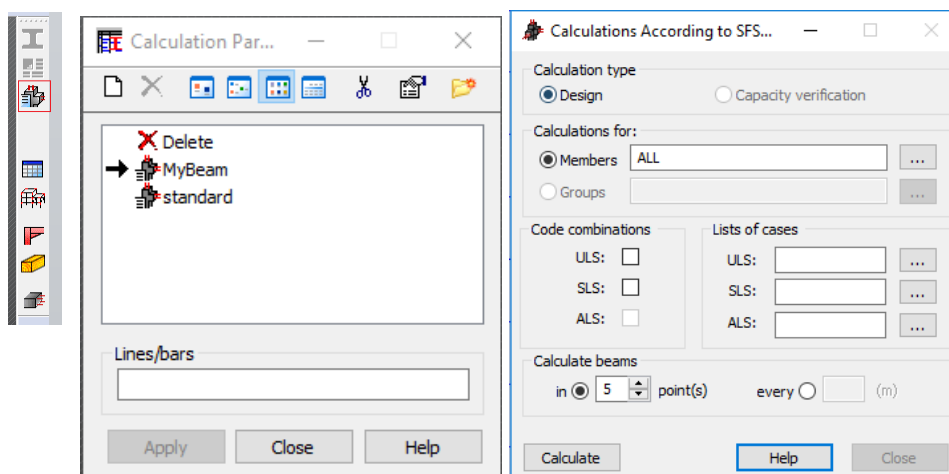 Calculation Par...
Delete
MyBeam
standard
Lines/bars
Apply Close Help
Calculations According to SFS...
Calculation type
Design Capacity verification
Calculations for:
Members ALL ...
Groups ...
Code combinations Lists of cases
ULS: ULS: ...
SLS: SLS: ...
ALS: ALS: ...
Calculate beams
in 5 point(s) every (m)
Calculate Help Close